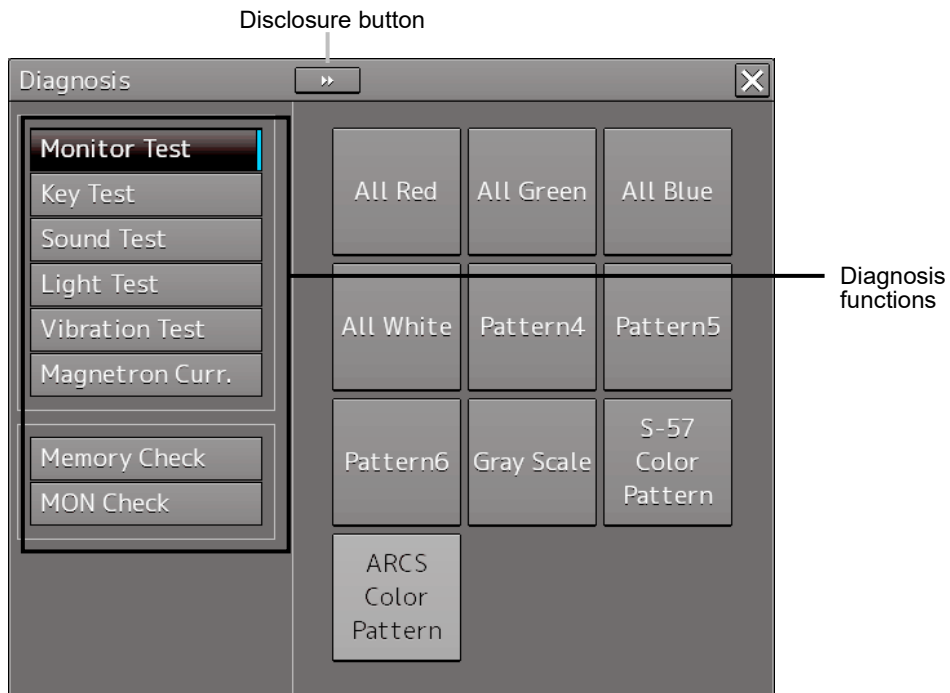 Disclosure button
Diagnosis
Monitor Test
Key Test
Sound Test
Light Test
Vibration Test
Magnetron Curr.
Memory Check
MON Check
All Red
All Green
All Blue
All White
Pattern4
Pattern5
Pattern6
Gray Scale
S-57
Color
Pattern
ARCS
Color
Pattern
Diagnosis
functions